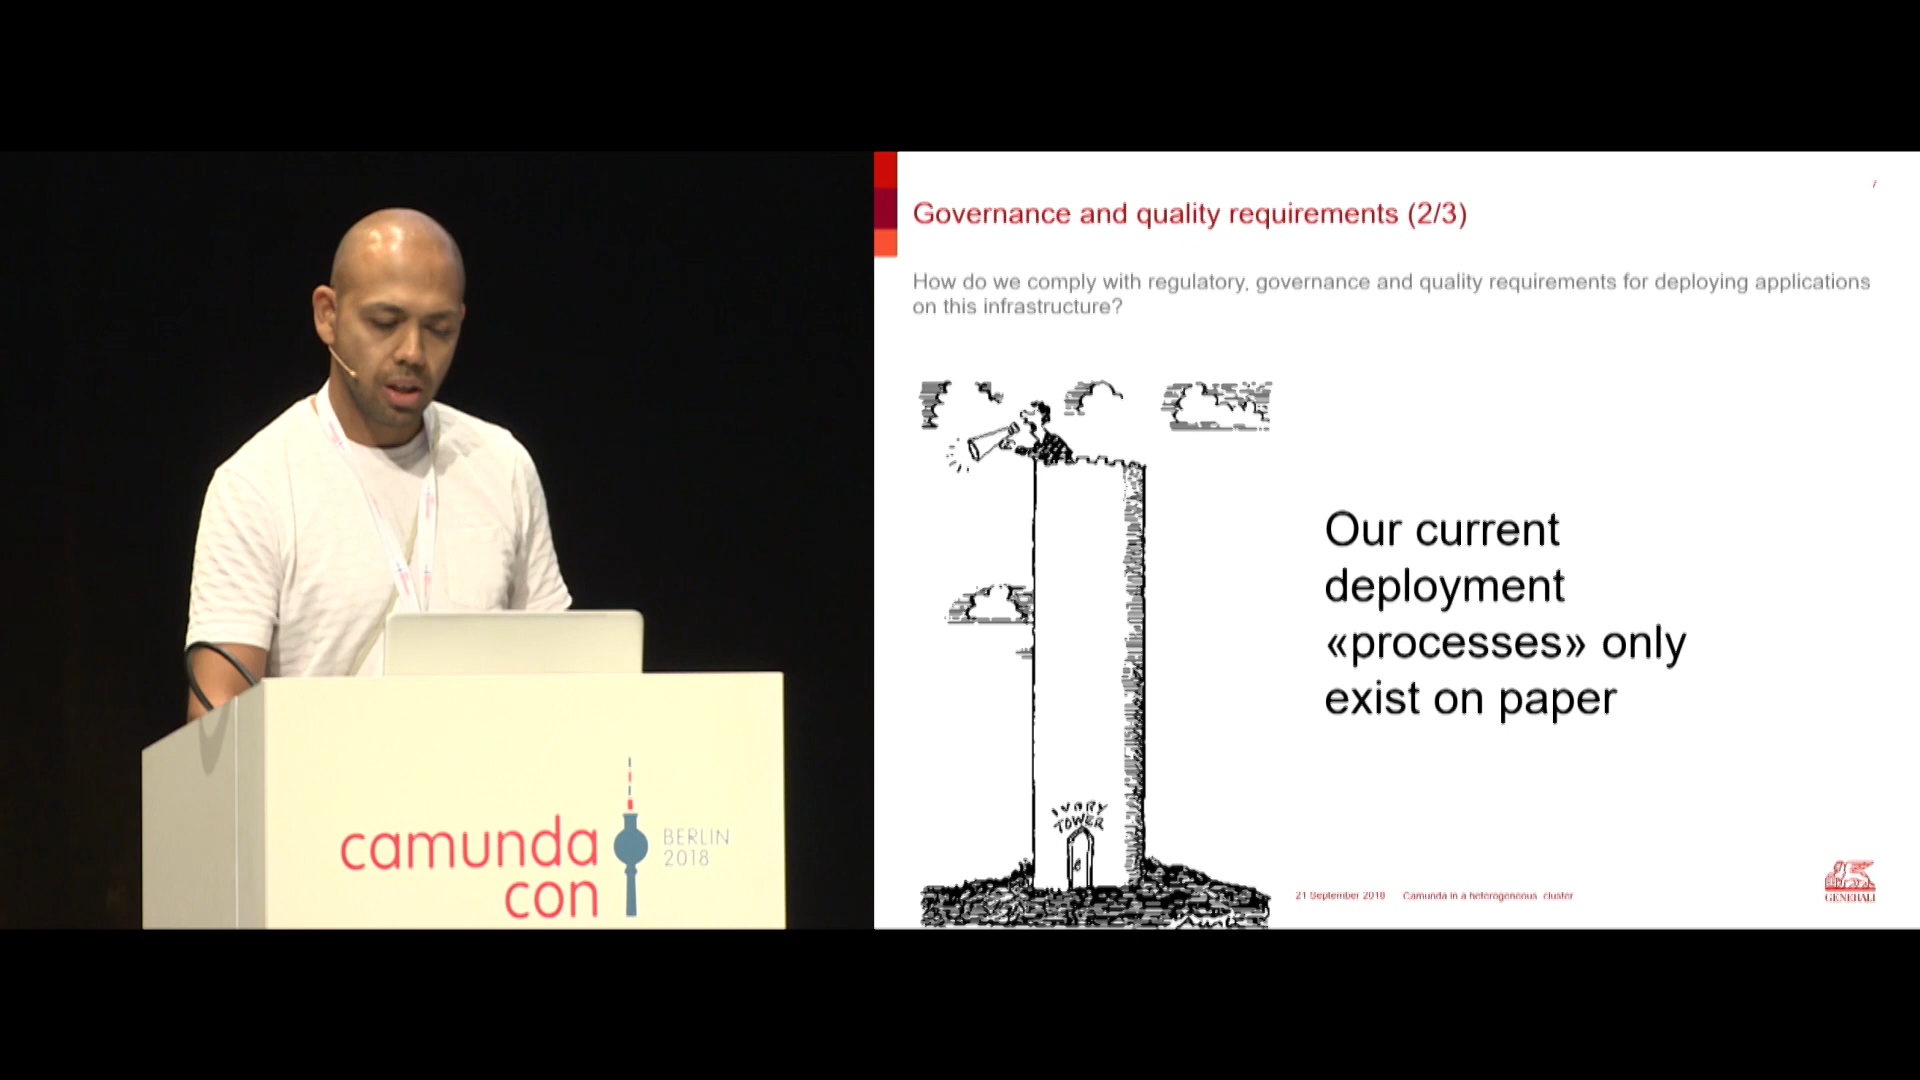 Governance and quality requirements (2/3)
How do we comply with regulatory, governance and quality requirements for deploying applications
on this infrastructure?
Our current
deployment
«processes» only
exist on paper
IVORY
TOWER
21 September 2018 Camunda in a heterogeneous cluster
GENERALI
camunda
con
BERLIN
2018